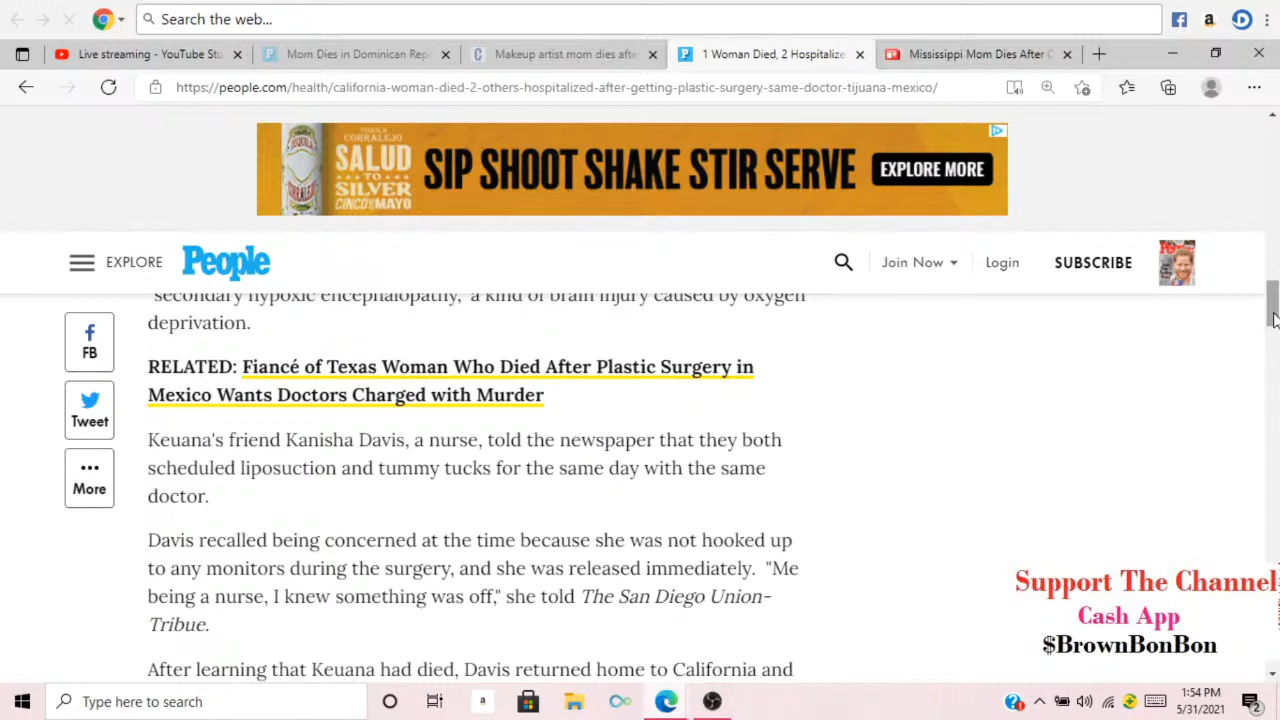 Search the web...
Live streaming - YouTube Stu
Mom Dies in Dominican Rep
Makeup artist mom dies afte
1 Woman Died, 2 Hospitalize
Mississippi Mom Dies After C
https://people.com/health/california-woman-died-2-others-hospitalized-after-getting-plastic-surgery-same-doctor-tijuana-mexico/
TEQUILA
CORRALEJO
SALUD
TO
SILVER
CINCO de MAYO
SIP SHOOT SHAKE STIR SERVE
EXPLORE MORE
EXPLORE
People
Join Now
Login
SUBSCRIBE
"secondary hypoxic encephalopathy," a kind of brain injury caused by oxygen
deprivation.
FB
Tweet
More
RELATED: Fiancé of Texas Woman Who Died After Plastic Surgery in
Mexico Wants Doctors Charged with Murder
Keuana's friend Kanisha Davis, a nurse, told the newspaper that they both
scheduled liposuction and tummy tucks for the same day with the same
doctor.
Davis recalled being concerned at the time because she was not hooked up
to any monitors during the surgery, and she was released immediately. "Me
being a nurse, I knew something was off," she told The San Diego Union-
Tribue.
After learning that Keuana had died, Davis returned home to California and
Support The Channel
Cash App
$BrownBonBon
Type here to search
1:54 PM
5/31/2021
2